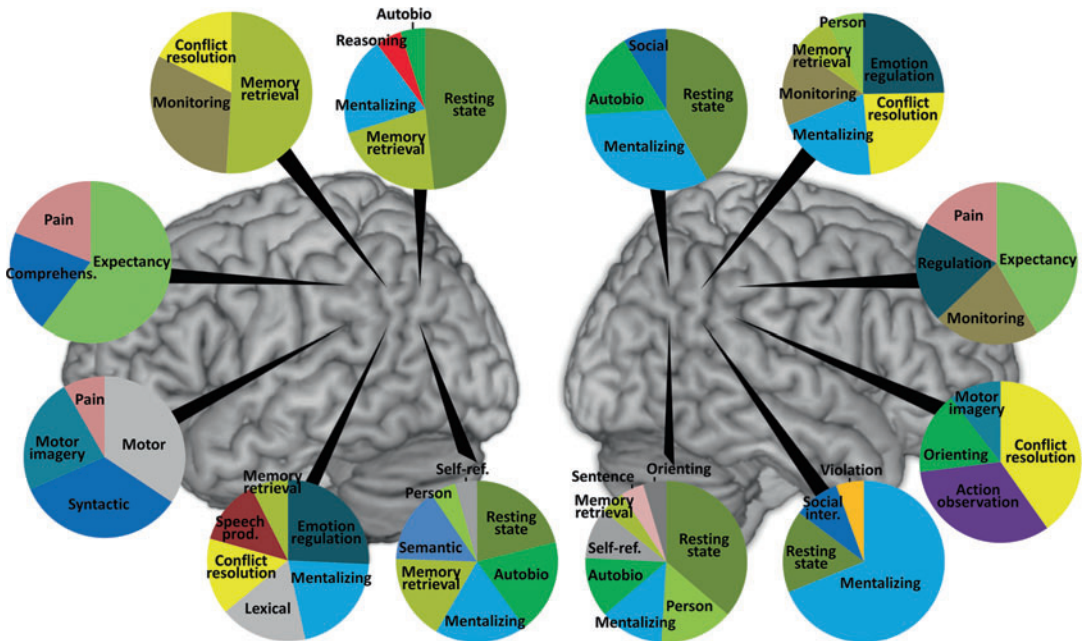 Conflict
resolution
Memory
retrieval
Monitoring
Autobio
Reasoning
Mentalizing
Resting
state
Memory
retrieval
Social
Autobio
Resting
state
Mentalizing
Person
Memory
retrieval
Emotion
regulation
Monitoring
Conflict
resolution
Mentalizing
Pain
Expectancy
Comprehens.
Pain
Regulation
Expectancy
Monitoring
Pain
Motor
Motor
imagery
Syntactic
Memory
retrieval
Speech
prod.
Emotion
regulation
Conflict
resolution
Mentalizing
Lexical
Self-ref.
Person
Resting
state
Semantic
Memory
retrieval
Autobio
Mentalizing
Sentence
Orienting
Memory
retrieval
Self-ref.
Resting
state
Autobio
Person
Mentalizing
Violation
Social
inter.
Resting
state
Mentalizing
Motor
imagery
Orienting
Conflict
resolution
Action
observation